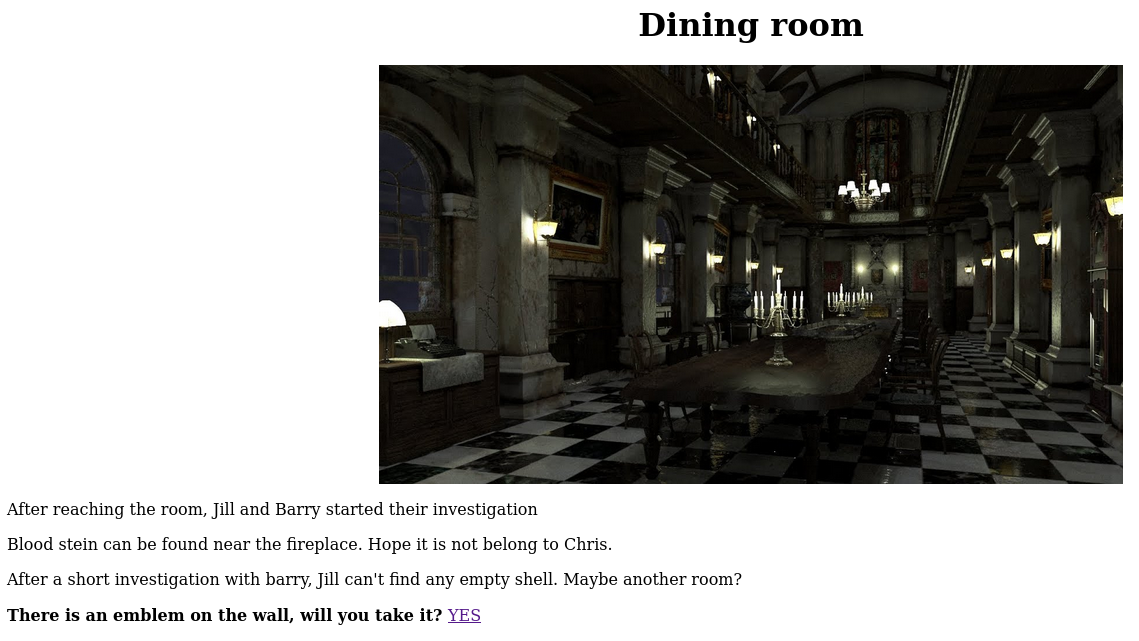 Dining room
After reaching the room, Jill and Barry started their investigation
Blood stein can be found near the fireplace. Hope it is not belong to Chris.
After a short investigation with barry, Jill can't find any empty shell. Maybe another room?
There is an emblem on the wall, will you take it? YES